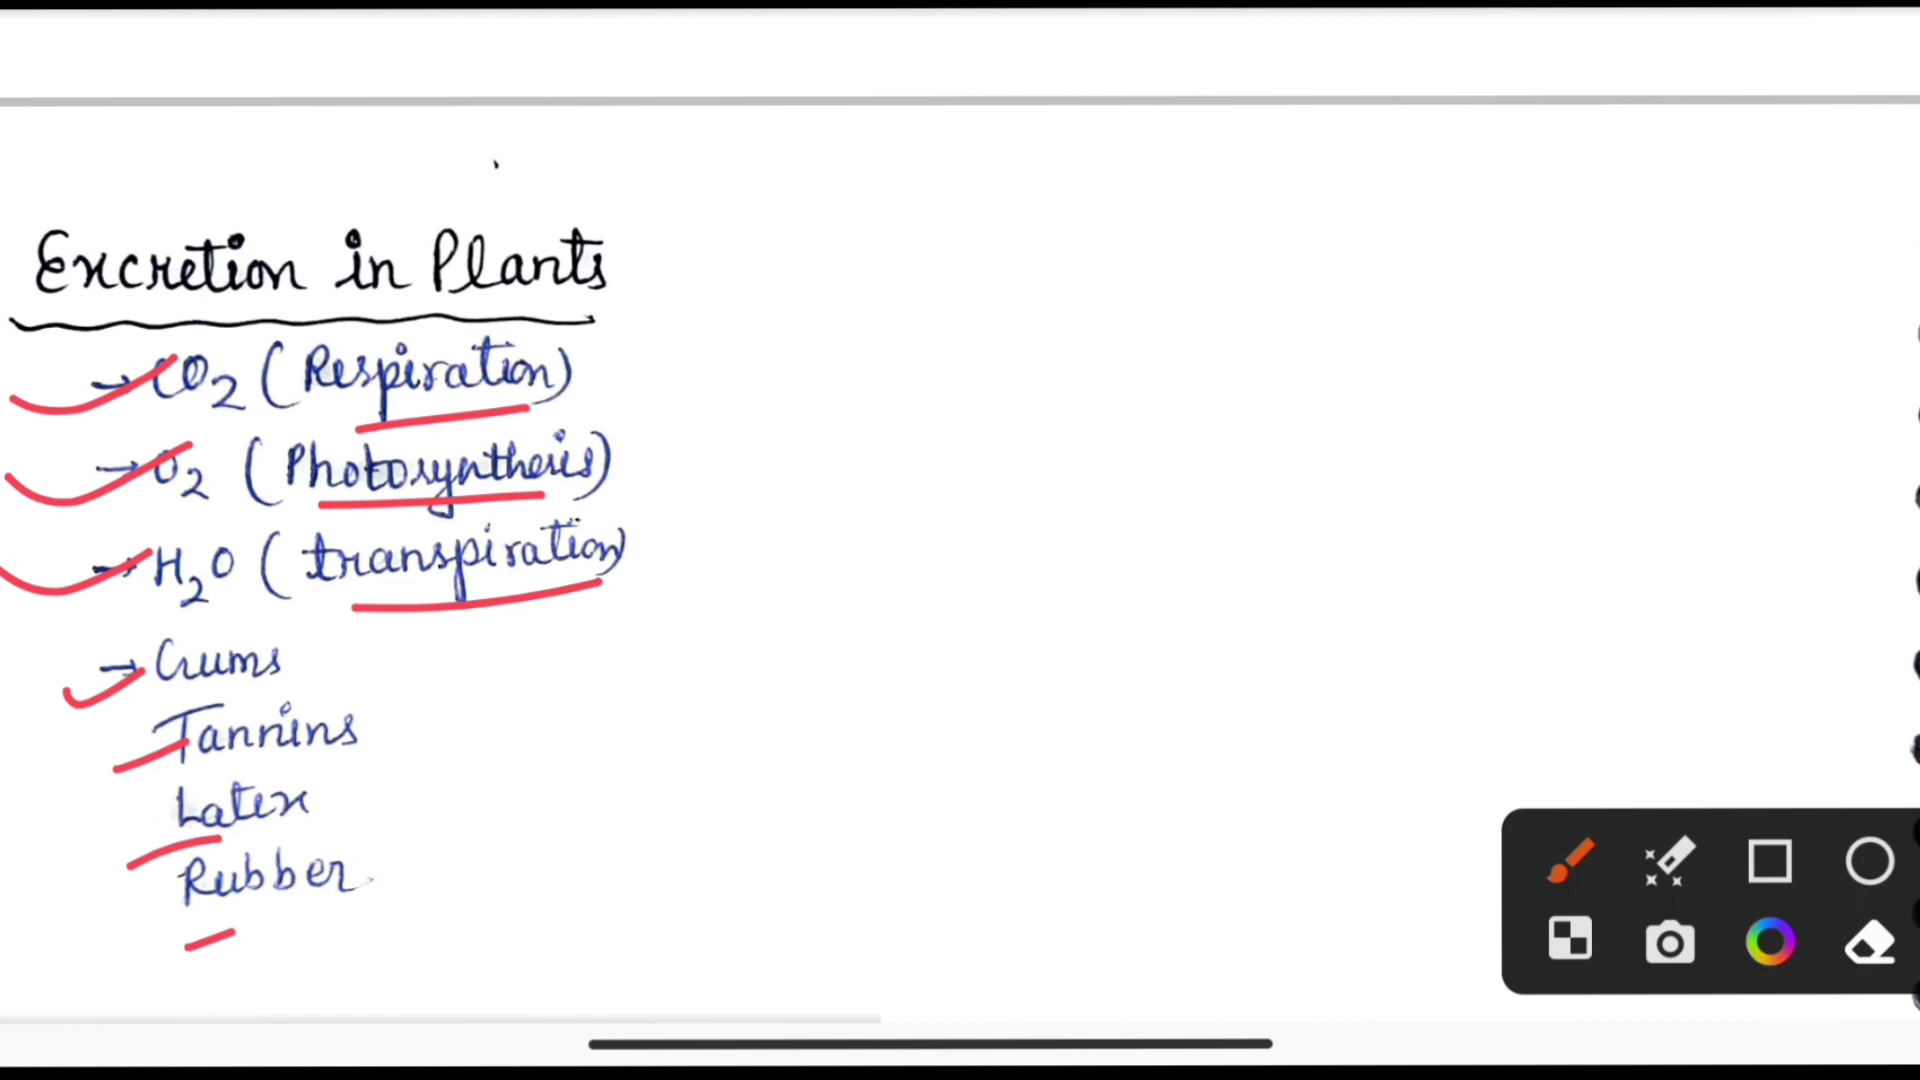 Excretion in Plants
→ CO2 (Respiration)
→ O2 (Photosynthesis)
→ H2O (transpiration)
→ Gums
Tannins
Latex
Rubber